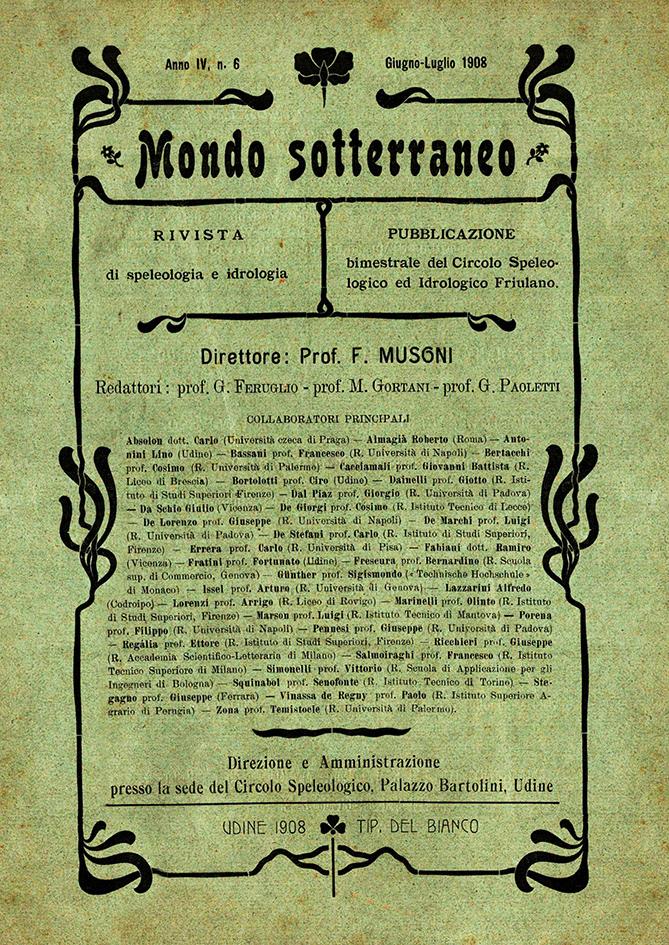 Anno IV, n. 6
Giugno-Luglio 1908
Mondo sotterraneo
RIVISTA
di speleologia e idrologia
PUBBLICAZIONE
bimestrale del Circolo Speleo-
logico ed Idrologico Friulano.
Direttore: Prof. F. MUSONI
Redattori: prof. G. FERUGLIO - prof. M. GORTANI - prof. G. PAOLETTI
COLLABORATORI PRINCIPALI
Absolon dott. Carlo (Università czeca di Praga) — Almagià Roberto (Roma) — Anto-
nini Lino (Udine) — Bassani prof. Francesco (R. Università di Napoli) — Bertacchi
prof. Cosimo (R. Università di Palermo) — Cacciamali prof. Giovanni Battista (R.
Liceo di Brescia) — Bortolotti prof. Ciro (Udine) — Dainelli prof. Giotto (R. Isti-
tuto di Studi Superiori Firenze) — Dal Piaz prof. Giorgio (R. Università di Padova)
— Da Schio Giulio (Vicenza) — De Giorgi prof. Cosimo (R. Istituto Tecnico di Lecce)
— De Lorenzo prof. Giuseppe (R. Università di Napoli) — De Marchi prof. Luigi
(R. Università di Padova) — De Stefani prof. Carlo (R. Istituto di Studi Superiori,
Firenze) — Errera prof. Carlo (R. Università di Pisa) — Fabiani dott. Ramiro
(Vicenza) — Fratini prof. Fortunato (Udine) — Frescura prof. Bernardino (R. Scuola
sup. di Commercio, Genova) — Günther prof. Sigismondo («Technische Hochschule»
di Monaco) — Issel prof. Arturo (R. Università di Genova) — Lazzarini Alfredo
(Codroipo) — Lorenzi prof. Arrigo (R. Liceo di Rovigo) — Marinelli prof. Olinto (R. Istituto
di Studi Superiori, Firenze) — Marson prof. Luigi (R. Istituto Tecnico di Mantova) — Porena
prof. Filippo (R. Università di Napoli) — Pennesi prof. Giuseppe (R. Università di Padova)
— Regàlia prof. Ettore (R. Istituto di Studi Superiori, Firenze) — Ricchieri prof. Giuseppe
(R. Accademia Scientifico-Lotteraria di Milano) — Salmoiraghi prof. Francesco (R. Istituto
Tecnico Superiore di Milano) — Simonelli prof. Vittorio (R. Scuola di Applicazione per gli
Ingegneri di Bologna) — Squinabol prof. Senofonte (R. Istituto Tecnico di Torino) — Ste-
gagno prof. Giuseppe (Ferrara) — Vinassa de Regny prof. Paolo (R. Istituto Superiore A-
grario di Perugia) — Zona prof. Temistocle (R. Università di Palermo).
Direzione e Amministrazione
presso la sede del Circolo Speleologico, Palazzo Bartolini, Udine
UDINE 1908 TIP. DEL BIANCO